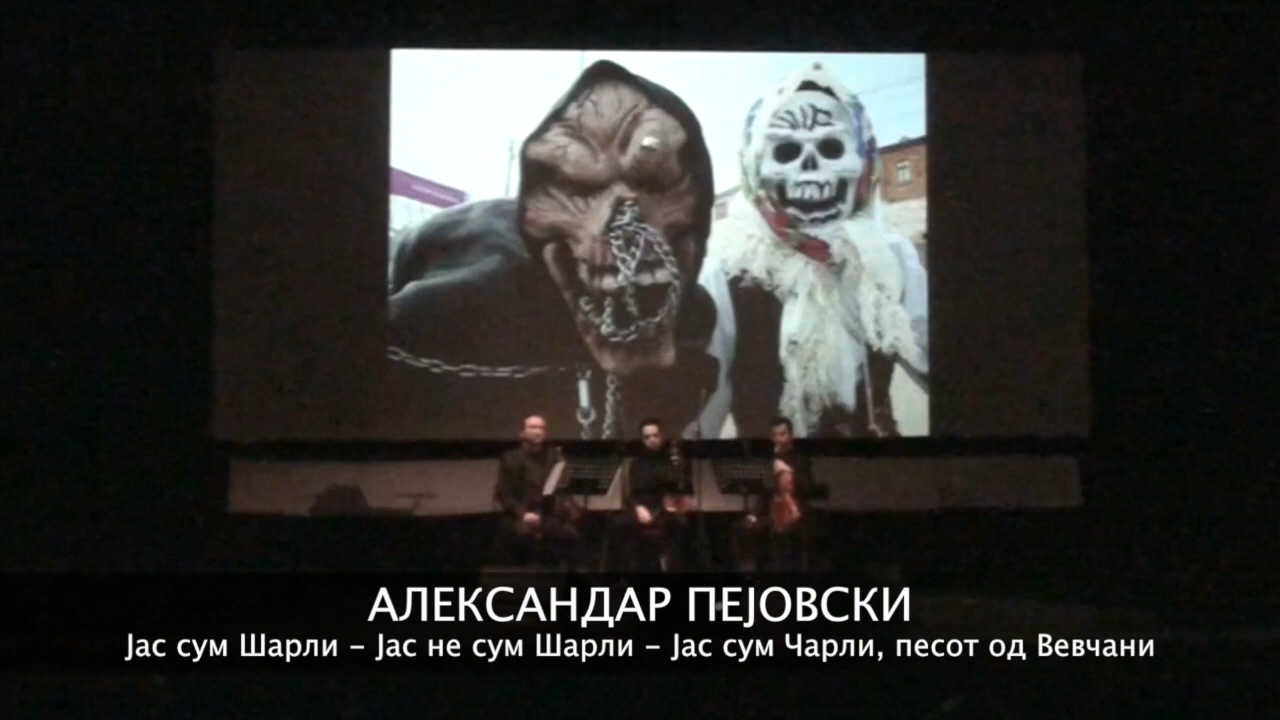 АЛЕКСАНДАР ПЕЈОВСКИ
Јас сум Шарли - Јас не сум Шарли - Јас сум Чарли, песот од Вевчани